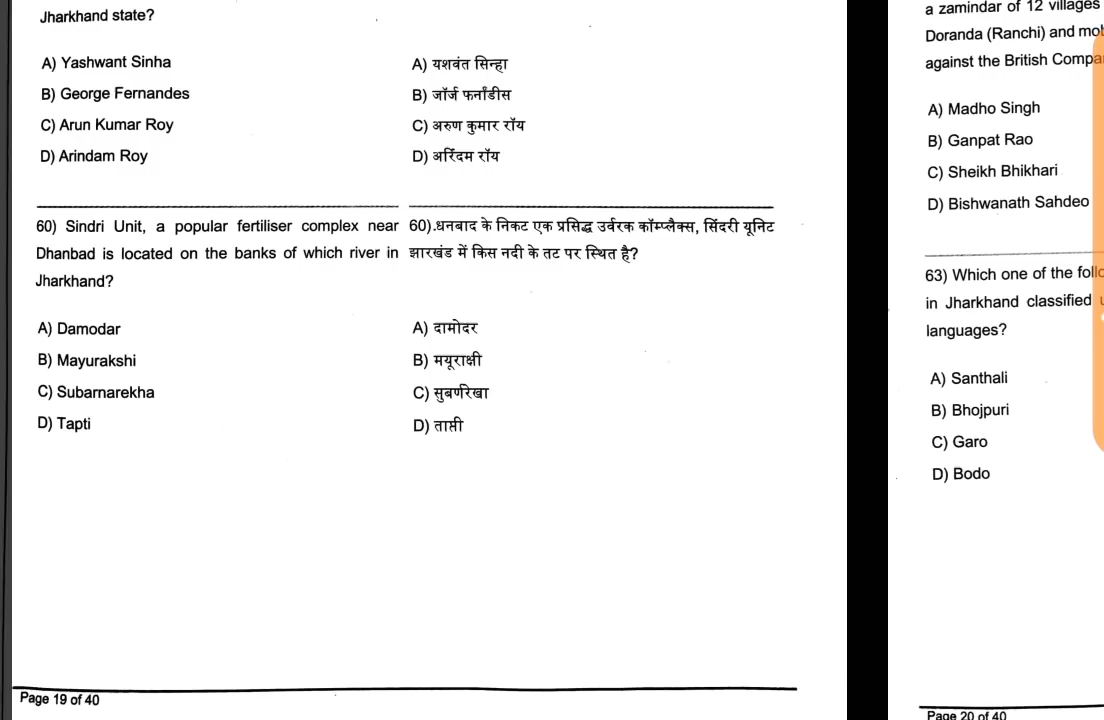 Jharkhand state?
A) Yashwant Sinha
B) George Fernandes
C) Arun Kumar Roy
D) Arindam Roy
A) यशवंत सिन्हा
B) जॉर्ज फर्नांडीस
C) अरुण कुमार रॉय
D) अरिंदम रॉय
60) Sindri Unit, a popular fertiliser complex near
Dhanbad is located on the banks of which river in
Jharkhand?
A) Damodar
B) Mayurakshi
C) Subarnarekha
D) Tapti
60).धनबाद के निकट एक प्रसिद्ध उर्वरक कॉम्प्लैक्स, सिंदरी यूनिट
झारखंड में किस नदी के तट पर स्थित है?
A) दामोदर
B) मयूराक्षी
C) सुबर्णरेखा
D) ताप्ती
Page 19 of 40
a zamindar of 12 villages
Doranda (Ranchi) and
against the British
A) Madho Singh
B) Ganpat Rao
C) Sheikh Bhikhari
D) Bishwanath Sahdeo
63) Which one of the
in Jharkhand classified
languages?
A) Santhali
B) Bhojpuri
C) Garo
D) Bodo
Page 20 of 40